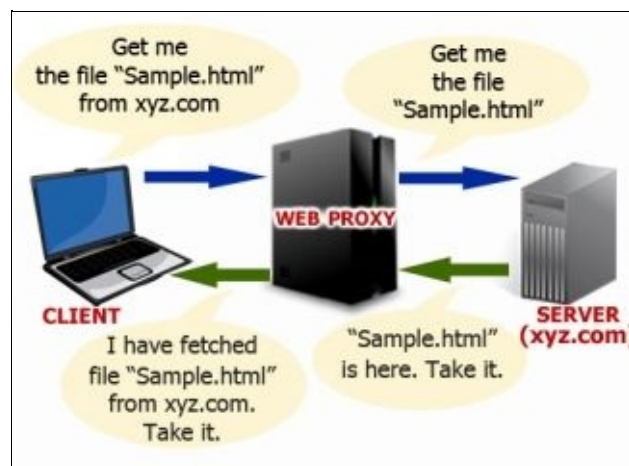 Get me
the file “Sample.html”
from xyz.com
Get me
the file
“Sample.html”
WEB PROXY
CLIENT
SERVER
(xyz.com)
I have fetched
file “Sample.html”
from xyz.com.
Take it.
“Sample.html”
is here. Take it.